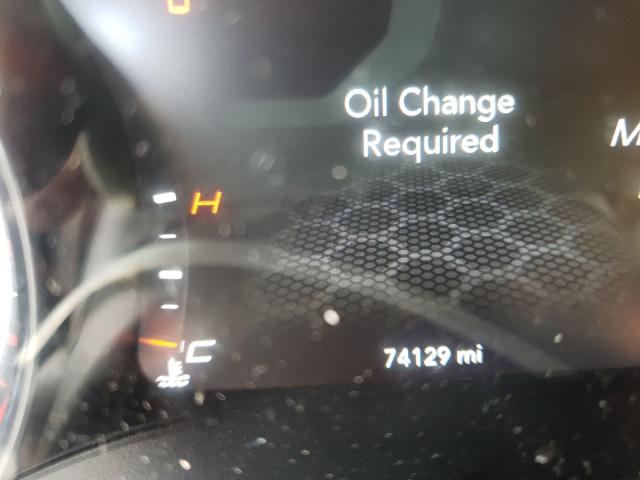 Oil Change
Required
M
H
C
74129 mi